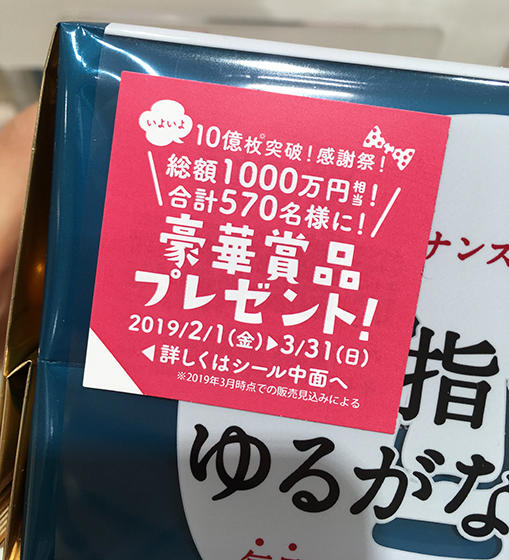 いよいよ
10億枚突破!感謝祭!
総額1000万円相当!
合計570名様に!
豪華賞品
プレゼント!
2019/2/1(金)▶3/31(日)
◀詳しくはシール中面へ
※2019年3月時点での販売見込みによる
ナンス
指
ゆるがな